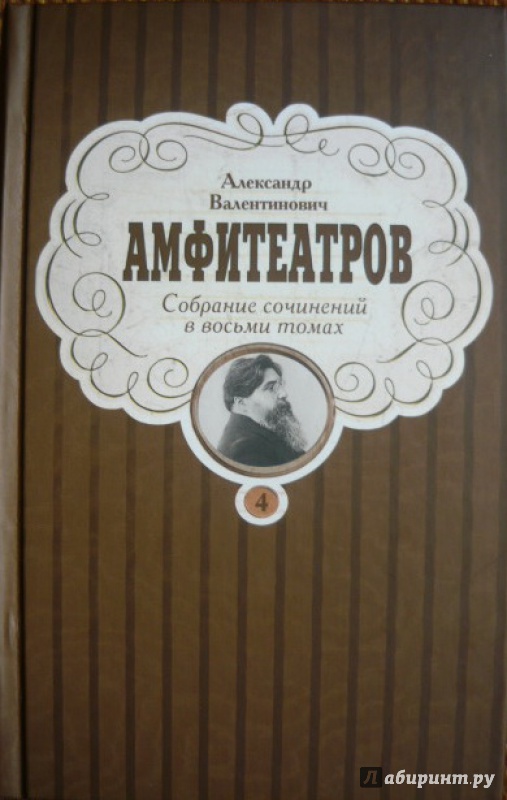 Александр
Валентинович
АМФИТЕАТРОВ
Собрание сочинений
в восьми томах
4
Лабиринт.ру